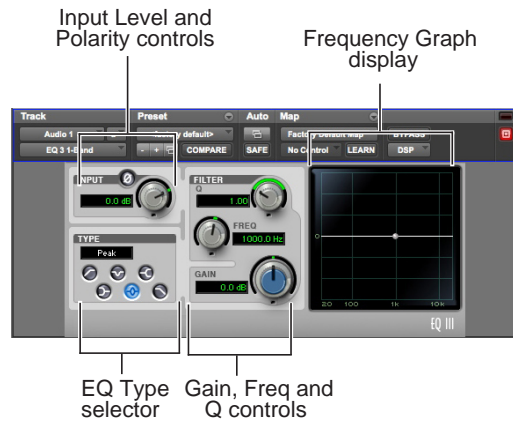 Input Level and
Polarity controls
Frequency Graph
display
Track
Preset
Auto
Map
Audio 1
factory default>
Factory Default Map
BYPASS
EQ 3 1-Band
- +
COMPARE
SAFE
No Control
LEARN
DSP
INPUT
Ø
0.0 dB
FILTER
Q
1.00
FREQ
1000.0 Hz
TYPE
Peak
GAIN
0.0 dB
0
20 100 1k 10k
EQ III
EQ Type
selector
Gain, Freq and
Q controls